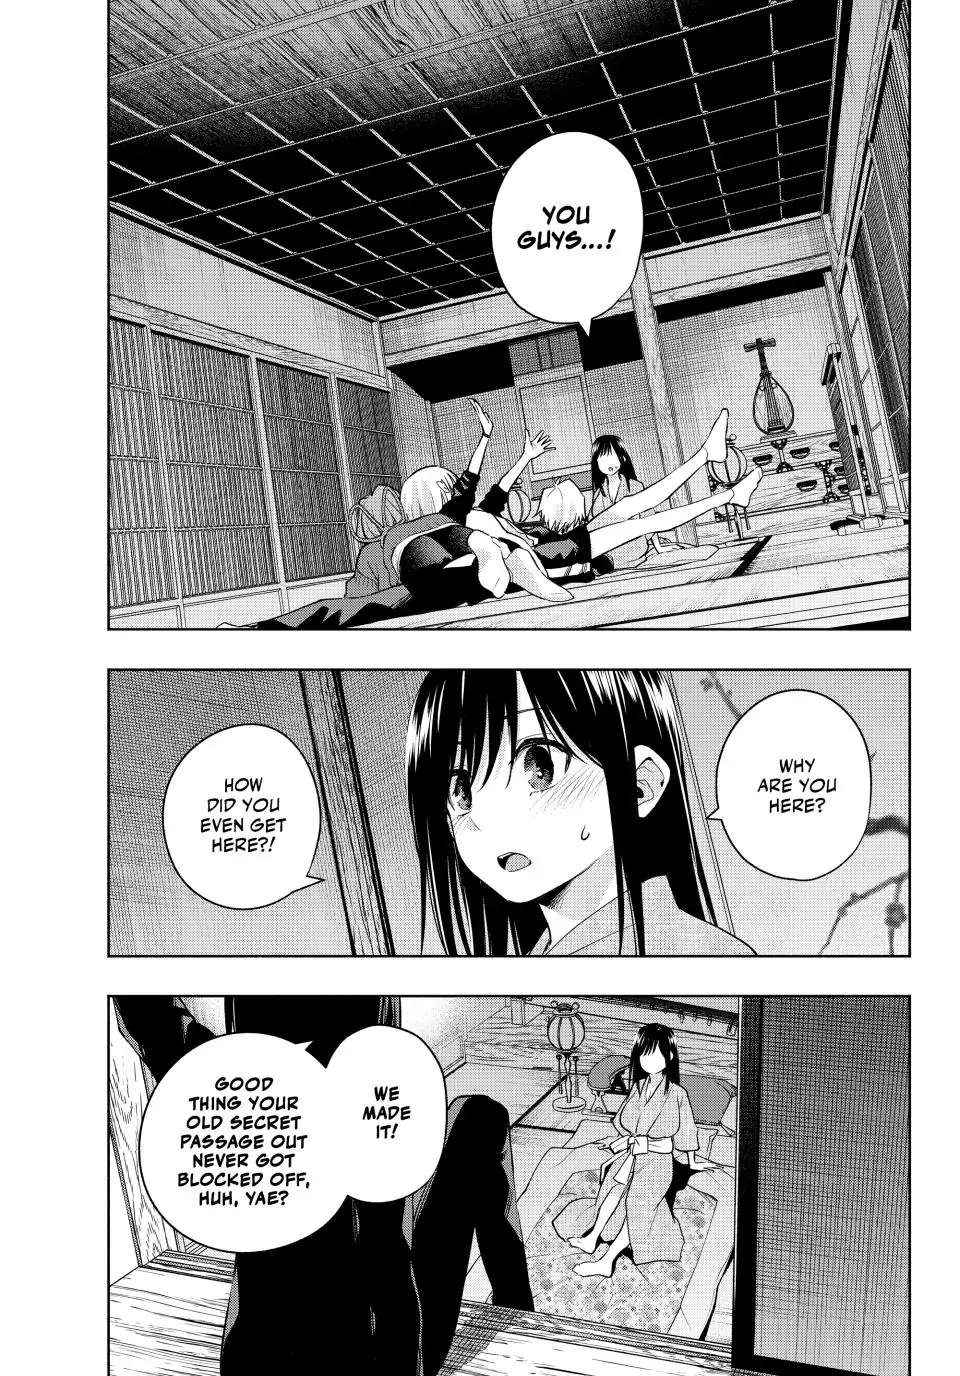 YOU
GUYS...!
WHY
ARE YOU
HERE?
HOW
DID YOU
EVEN GET
HERE?!
WE
MADE
IT!
GOOD
THING YOUR
OLD SECRET
PASSAGE OUT
NEVER GOT
BLOCKED OFF,
HUH, YAE?